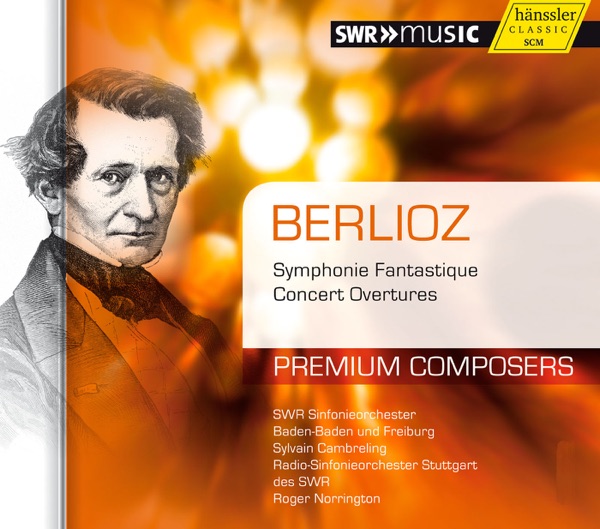 SWR»music
hänssler
CLASSIC
SCM
BERLIOZ
Symphonie Fantastique
Concert Overtures
PREMIUM COMPOSERS
SWR Sinfonieorchester
Baden-Baden und Freiburg
Sylvain Cambreling
Radio-Sinfonieorchester Stuttgart
des SWR
Roger Norrington